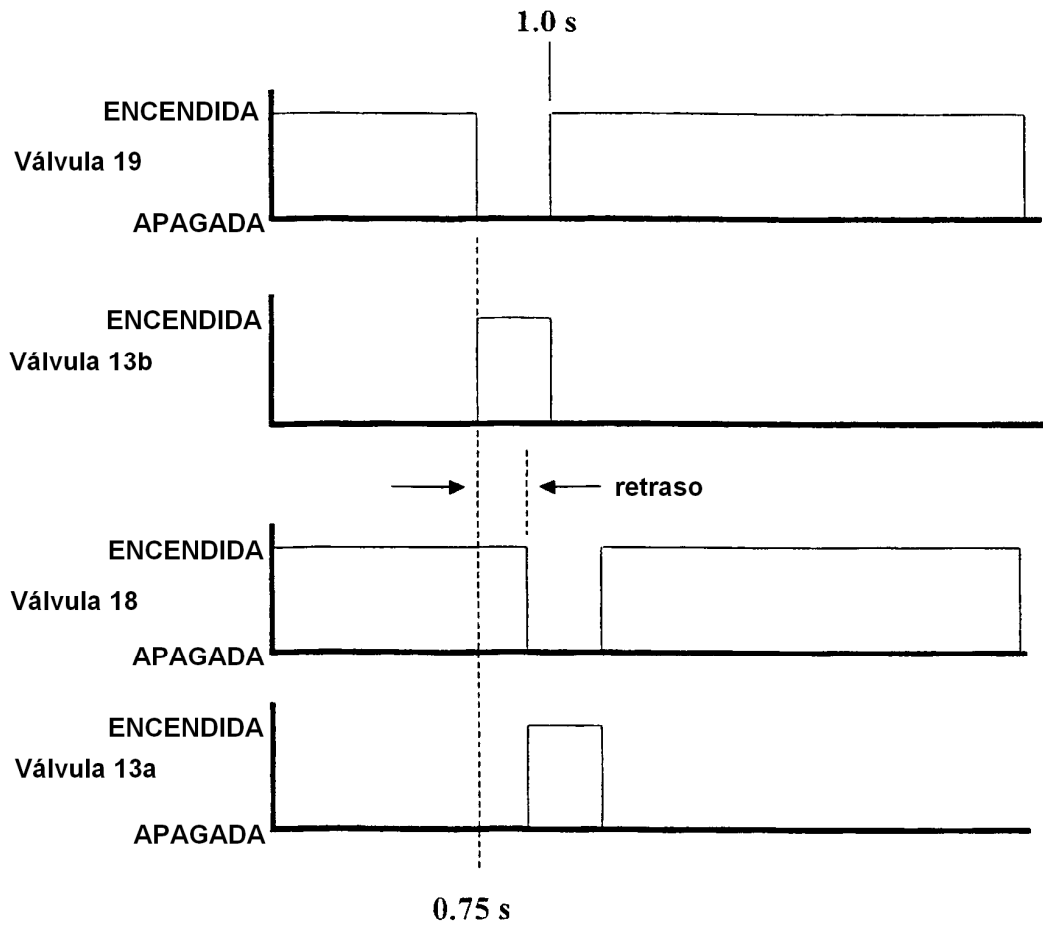 1.0 s
ENCENDIDA
Válvula 19
APAGADA
ENCENDIDA
Válvula 13b
retraso
ENCENDIDA
Válvula 18
APAGADA
ENCENDIDA
Válvula 13a
APAGADA
0.75 s